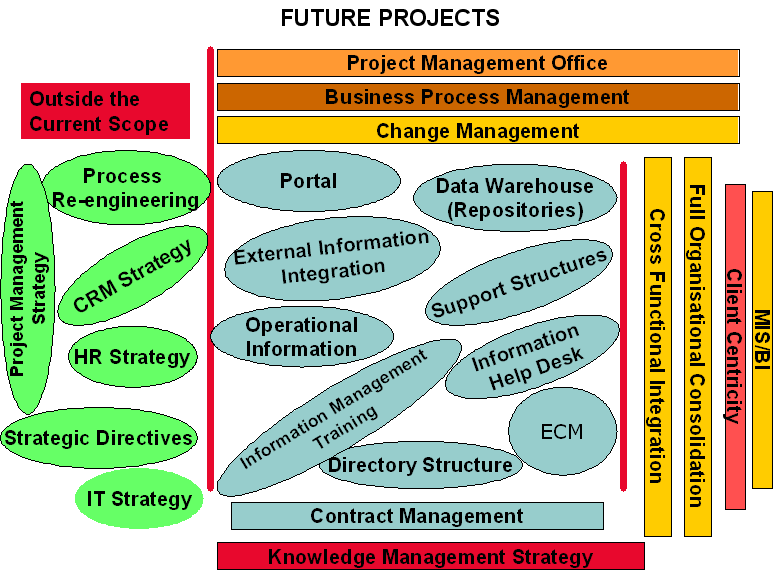 FUTURE PROJECTS
Project Management Office
Business Process Management
Change Management
Outside the
Current Scope
Process
Re-engineering
Project Management
Strategy
CRM Strategy
HR Strategy
Strategic Directives
IT Strategy
Portal
Data Warehouse
(Repositories)
External Information
Integration
Support Structures
Operational
Information
Information
Help Desk
Information Management
Training
ECM
Directory Structure
Contract Management
Knowledge Management Strategy
Cross Functional Integration
Full Organisational Consolidation
Client Centricity
MIS/BI